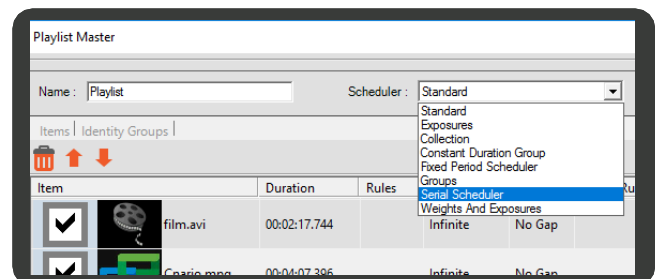 Playlist Master
Name : Playlist Scheduler : Standard
Standard
Exposures
Collection
Constant Duration Group
Fixed Period Scheduler
Groups
Serial Scheduler
Weights And Exposures
Items Identity Groups
Item Duration Rules
film.avi 00:02:17.744 Infinite No Gap
Cnario.mpg 00:04:07.396 Infinite No Gap